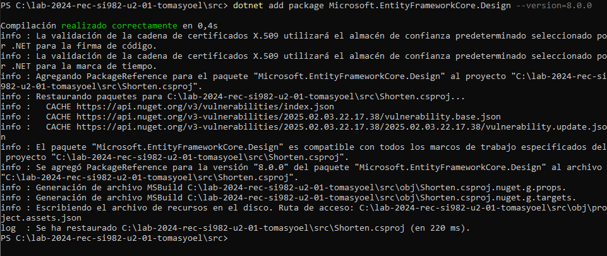 PS C:\lab-2024-rec-si982-u2-01-tomasyoel\src> dotnet add package Microsoft.EntityFrameworkCore.Design --version=8.0.0
Compilación realizado correctamente en 0,4s
info : La validación de la cadena de certificados X.509 utilizará el almacén de confianza predeterminado seleccionado po
r .NET para la firma de código.
info : La validación de la cadena de certificados X.509 utilizará el almacén de confianza predeterminado seleccionado po
r .NET para la marca de tiempo.
info : Agregando PackageReference para el paquete "Microsoft.EntityFrameworkCore.Design" al proyecto "C:\lab-2024-rec-si
982-u2-01-tomasyoel\src\Shorten.csproj".
info : Restaurando paquetes para C:\lab-2024-rec-si982-u2-01-tomasyoel\src\Shorten.csproj...
info :   CACHE https://api.nuget.org/v3/vulnerabilities/index.json
info :   CACHE https://api.nuget.org/v3/vulnerabilities/2025.02.03.22.17.38/vulnerability.base.json
info :   CACHE https://api.nuget.org/v3/vulnerabilities/2025.02.03.22.17.38/2025.02.03.22.17.38/vulnerability.update.jso
n
info : El paquete "Microsoft.EntityFrameworkCore.Design" es compatible con todos los marcos de trabajo especificados del
 proyecto "C:\lab-2024-rec-si982-u2-01-tomasyoel\src\Shorten.csproj".
info : Se agregó PackageReference para la versión "8.0.0" del paquete "Microsoft.EntityFrameworkCore.Design" al archivo
"C:\lab-2024-rec-si982-u2-01-tomasyoel\src\Shorten.csproj".
info : Generación de archivo MSBuild C:\lab-2024-rec-si982-u2-01-tomasyoel\src\obj\Shorten.csproj.nuget.g.props.
info : Generación de archivo MSBuild C:\lab-2024-rec-si982-u2-01-tomasyoel\src\obj\Shorten.csproj.nuget.g.targets.
info : Escribiendo el archivo de recursos en el disco. Ruta de acceso: C:\lab-2024-rec-si982-u2-01-tomasyoel\src\obj\pro
ject.assets.json
log  : Se ha restaurado C:\lab-2024-rec-si982-u2-01-tomasyoel\src\Shorten.csproj (en 220 ms).
PS C:\lab-2024-rec-si982-u2-01-tomasyoel\src>